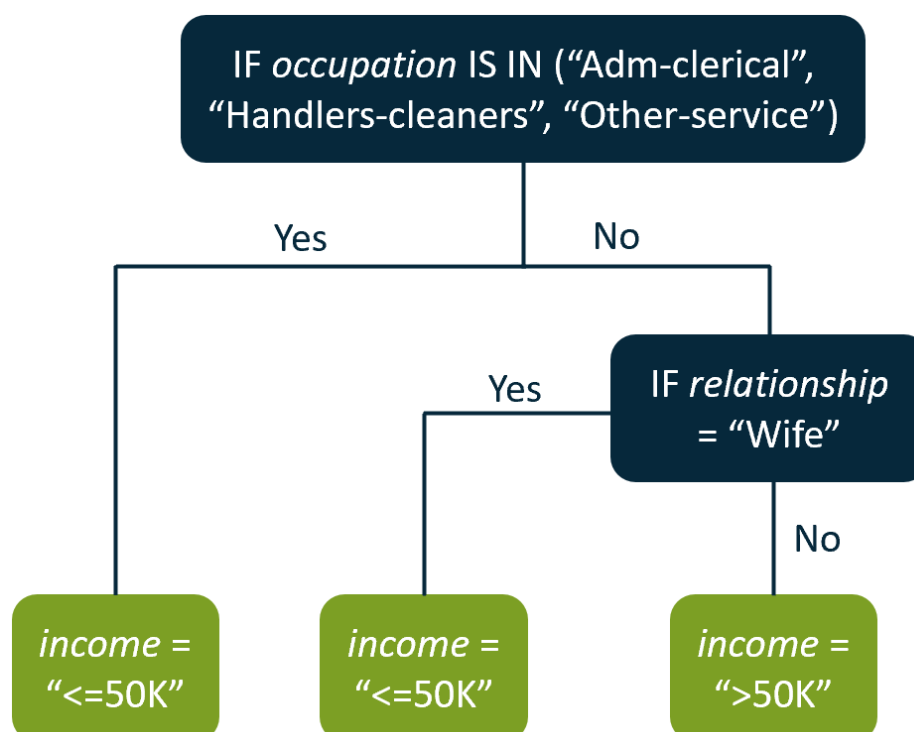 IF occupation IS IN (“Adm-clerical”,
“Handlers-cleaners”, “Other-service”)
Yes
No
IF relationship
= “Wife”
Yes
No
income =
“<=50K”
income =
“<=50K”
income =
“>50K”